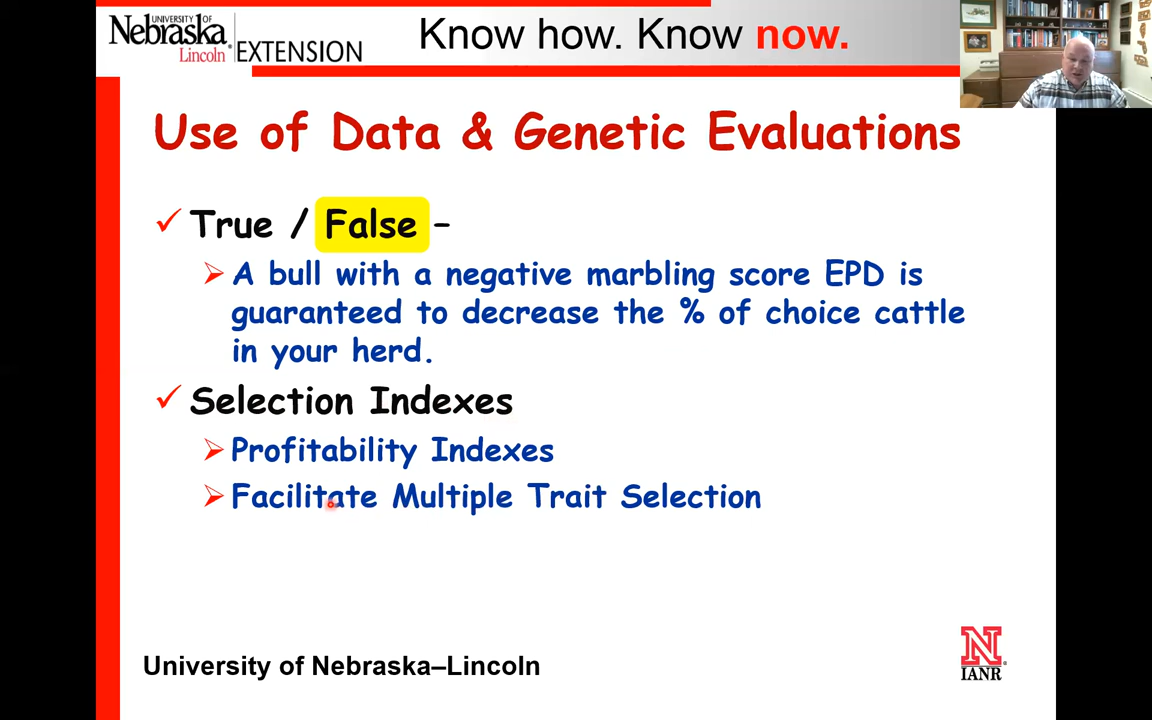 UNIVERSITY OF
Nebraska
Lincoln
EXTENSION
Know how. Know now.
Use of Data & Genetic Evaluations
True / False –
A bull with a negative marbling score EPD is
guaranteed to decrease the % of choice cattle
in your herd.
Selection Indexes
Profitability Indexes
Facilitate Multiple Trait Selection
University of Nebraska–Lincoln
N
IANR